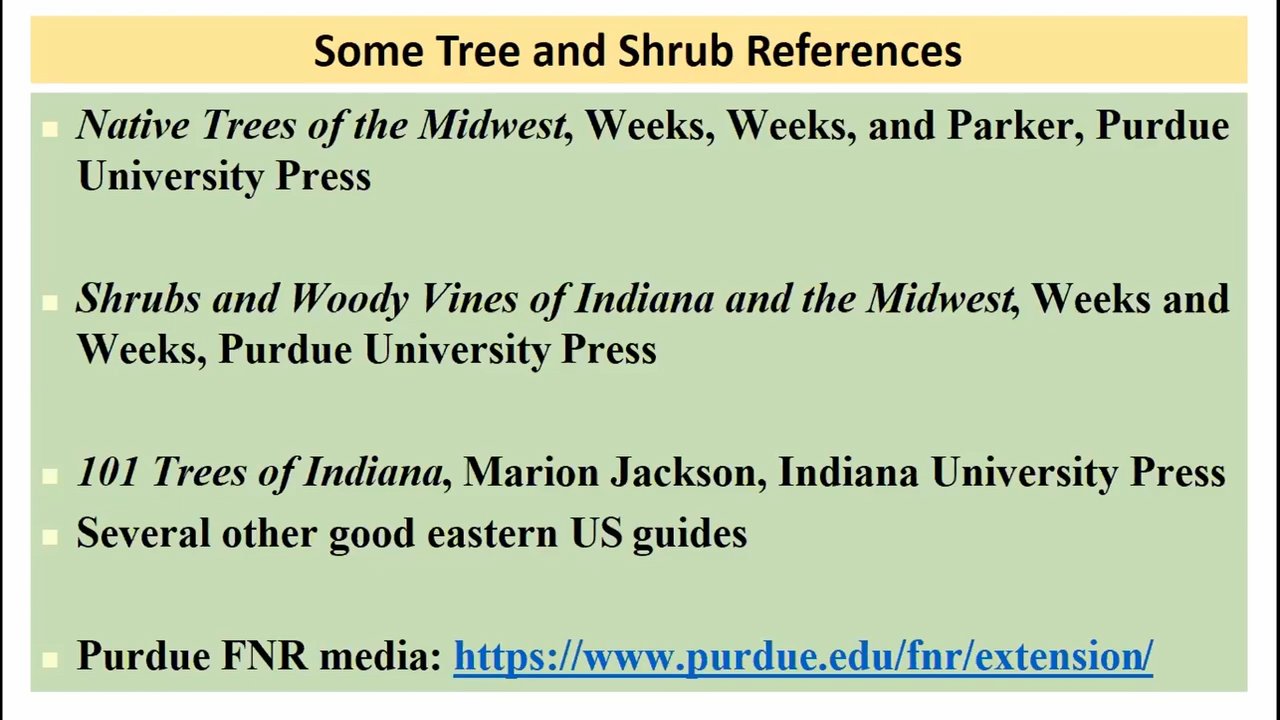 Some Tree and Shrub References
Native Trees of the Midwest, Weeks, Weeks, and Parker, Purdue
University Press
Shrubs and Woody Vines of Indiana and the Midwest, Weeks and
Weeks, Purdue University Press
101 Trees of Indiana, Marion Jackson, Indiana University Press
Several other good eastern US guides
Purdue FNR media: https://www.purdue.edu/fnr/extension/